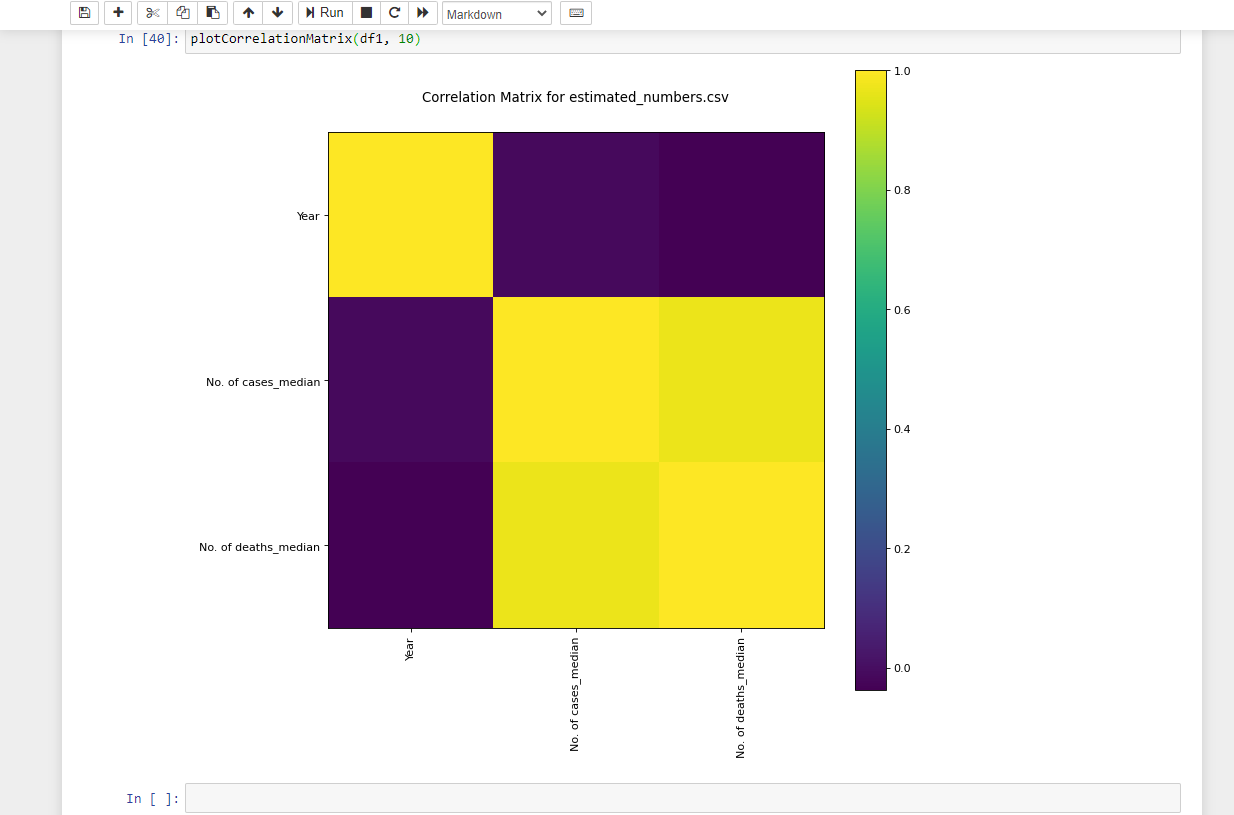 Run
Markdown
In [40]: plotCorrelationMatrix(df1, 10)
Correlation Matrix for estimated_numbers.csv
1.0
0.8
0.6
0.4
0.2
0.0
Year
No. of cases_median
No. of deaths_median
Year
No. of cases_median
No. of deaths_median
In [ ]: